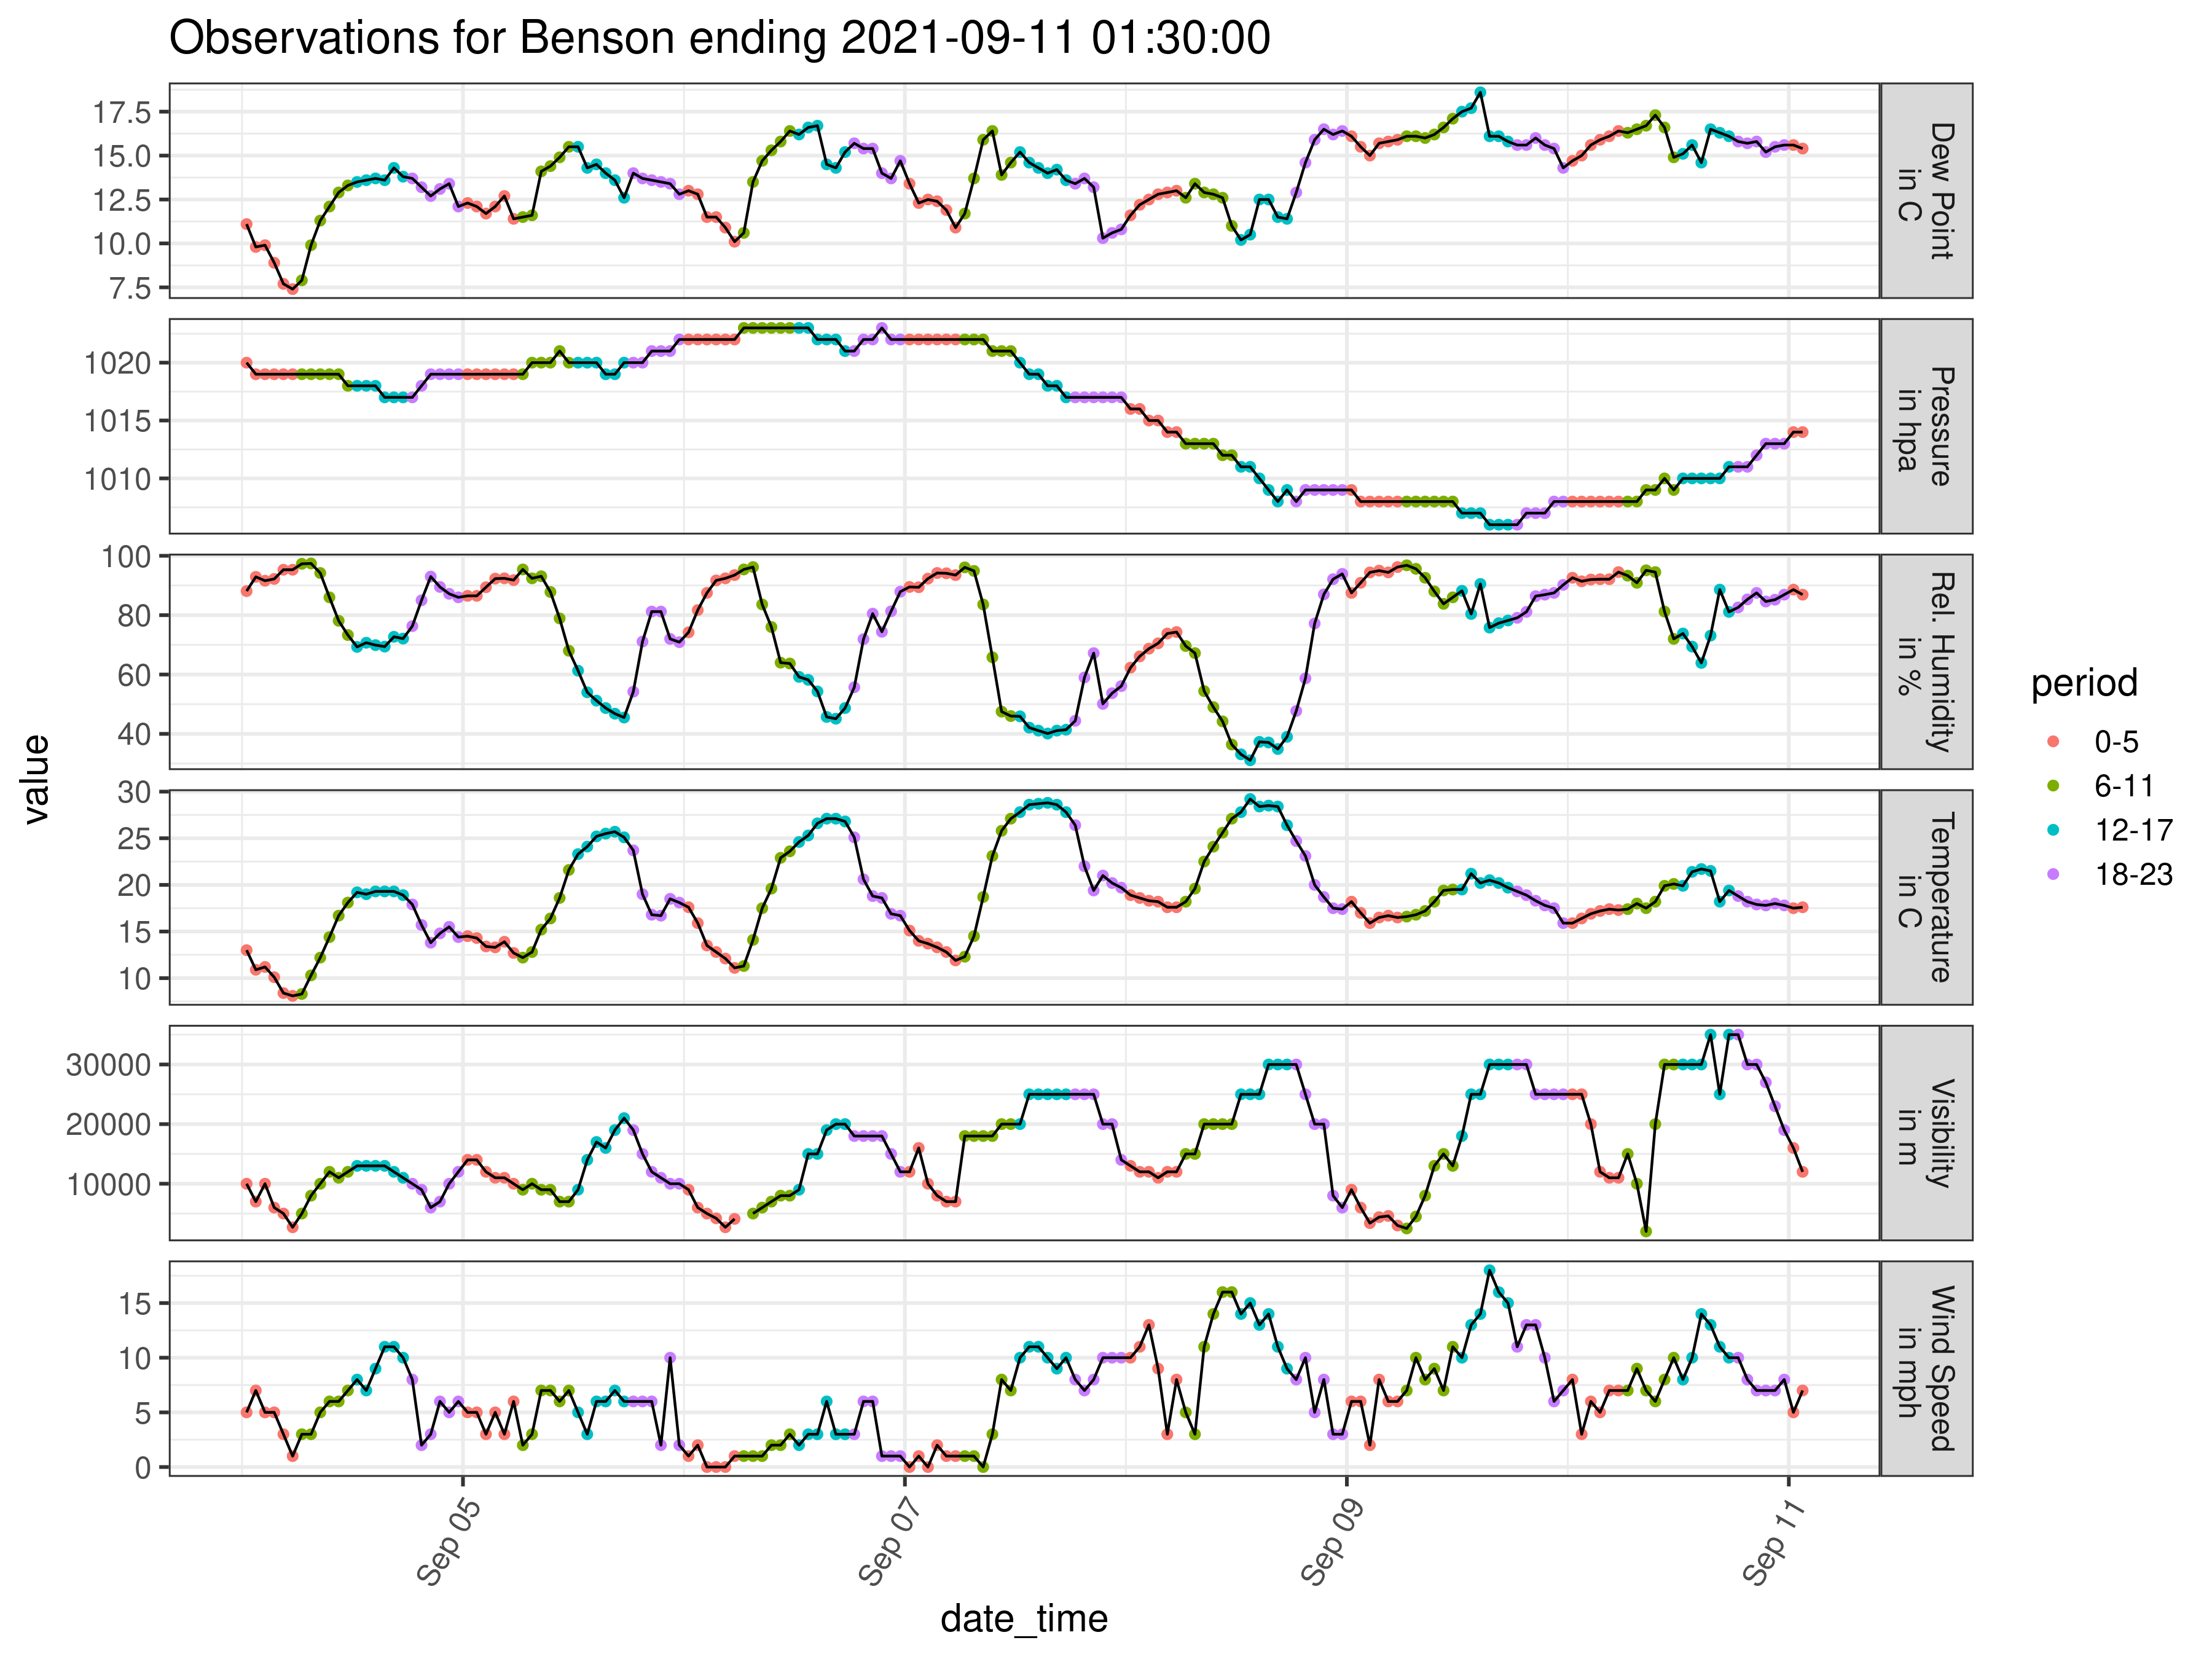 Observations for Benson ending 2021-09-11 01:30:00
17.5
15.0
12.5
10.0
7.5
Dew Point
in C
1020
1015
1010
Pressure
in hpa
100
80
60
40
Rel. Humidity
in %
30
25
20
15
10
Temperature
in C
30000
20000
10000
Visibility
in m
15
10
5
0
Wind Speed
in mph
value
Sep 05
Sep 07
Sep 09
Sep 11
date_time
period
0-5
6-11
12-17
18-23